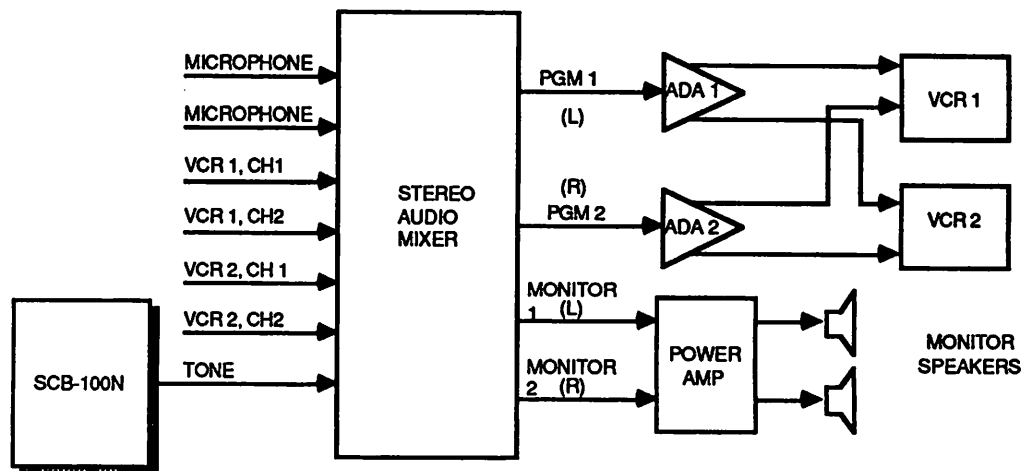 MICROPHONE
MICROPHONE
VCR 1, CH1
VCR 1, CH2
VCR 2, CH 1
VCR 2, CH2
TONE
SCB-100N
STEREO
AUDIO
MIXER
PGM 1
(L)
(R)
PGM 2
MONITOR
1 (L)
MONITOR
2 (R)
ADA 1
ADA 2
POWER
AMP
VCR 1
VCR 2
MONITOR
SPEAKERS